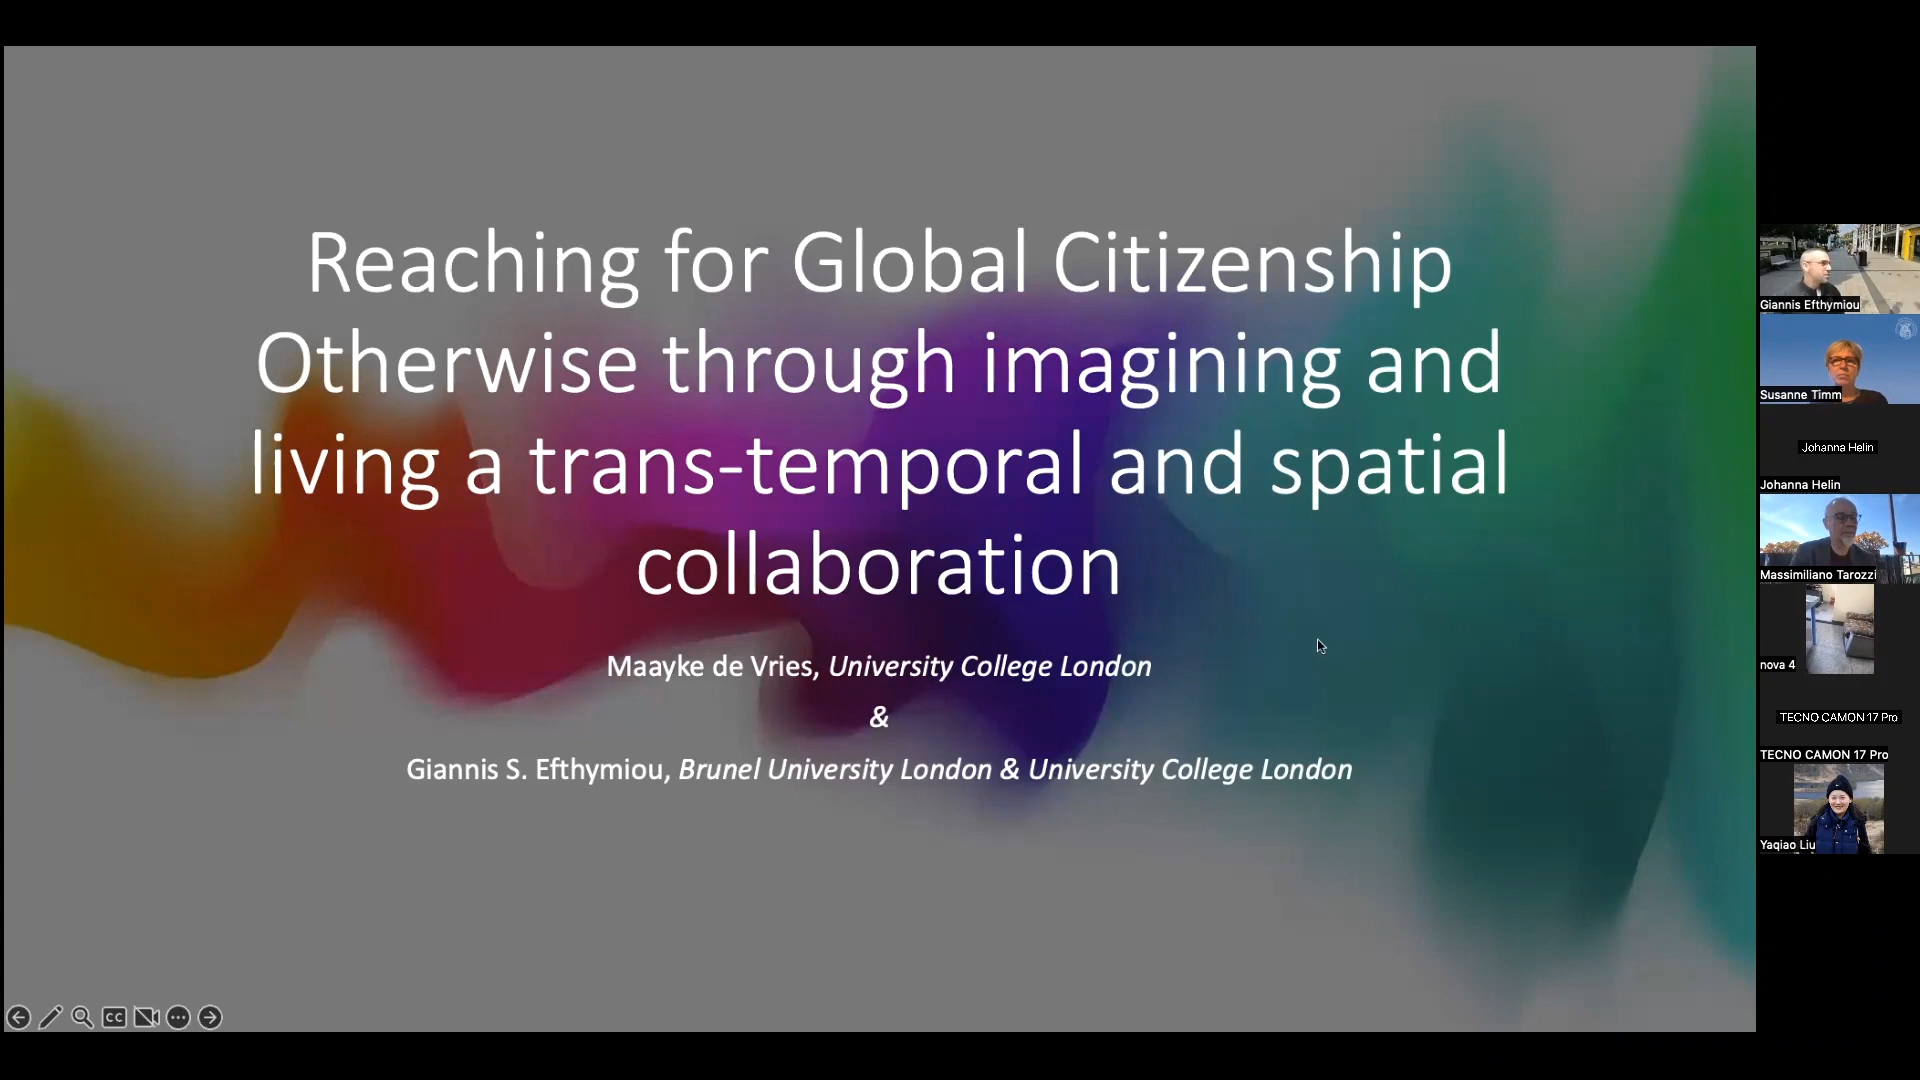 Reaching for Global Citizenship
Otherwise through imagining and
living a trans-temporal and spatial
collaboration
Maayke de Vries, University College London
&
Giannis S. Efthymiou, Brunel University London & University College London
CC
Giannis Efthymiou
Susanne Timm
Johanna Helin
Johanna Helin
Massimiliano Tarozzi
nova 4
TECNO CAMON 17 Pro
TECNO CAMON 17 Pro
Yaqiao Liu